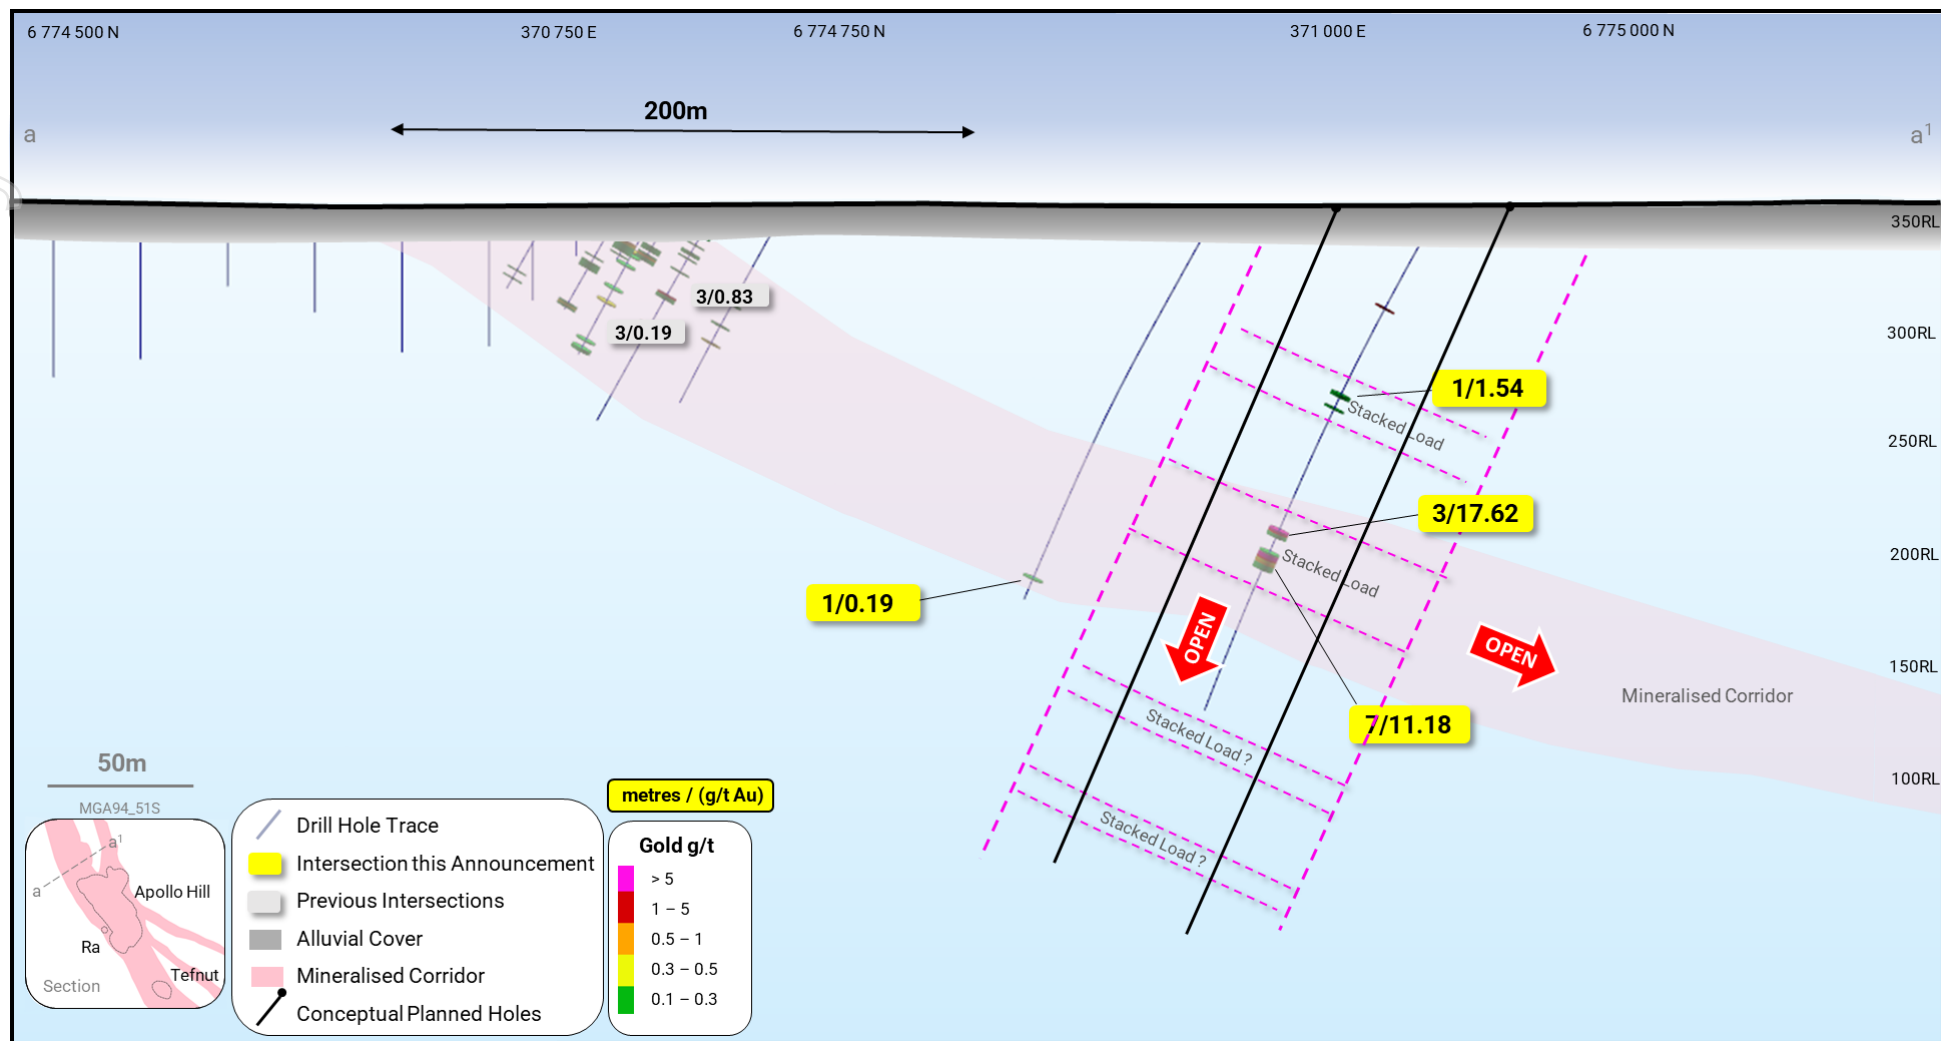 6 774 500 N
370 750 E
6 774 750 N
371 000 E
6 775 000 N
200m
a
a¹
350RL
3/0.83
3/0.19
300RL
1/1.54
Stacked Load
250RL
3/17.62
200RL
Stacked Load
1/0.19
OPEN
OPEN
150RL
Mineralised Corridor
7/11.18
Stacked Load ?
100RL
Stacked Load ?
50m
MGA94_51S
a¹
a
Apollo Hill
Ra
Tefnut
Section
Drill Hole Trace
Intersection this Announcement
Previous Intersections
Alluvial Cover
Mineralised Corridor
Conceptual Planned Holes
metres / (g/t Au)
Gold g/t
> 5
1 – 5
0.5 – 1
0.3 – 0.5
0.1 – 0.3